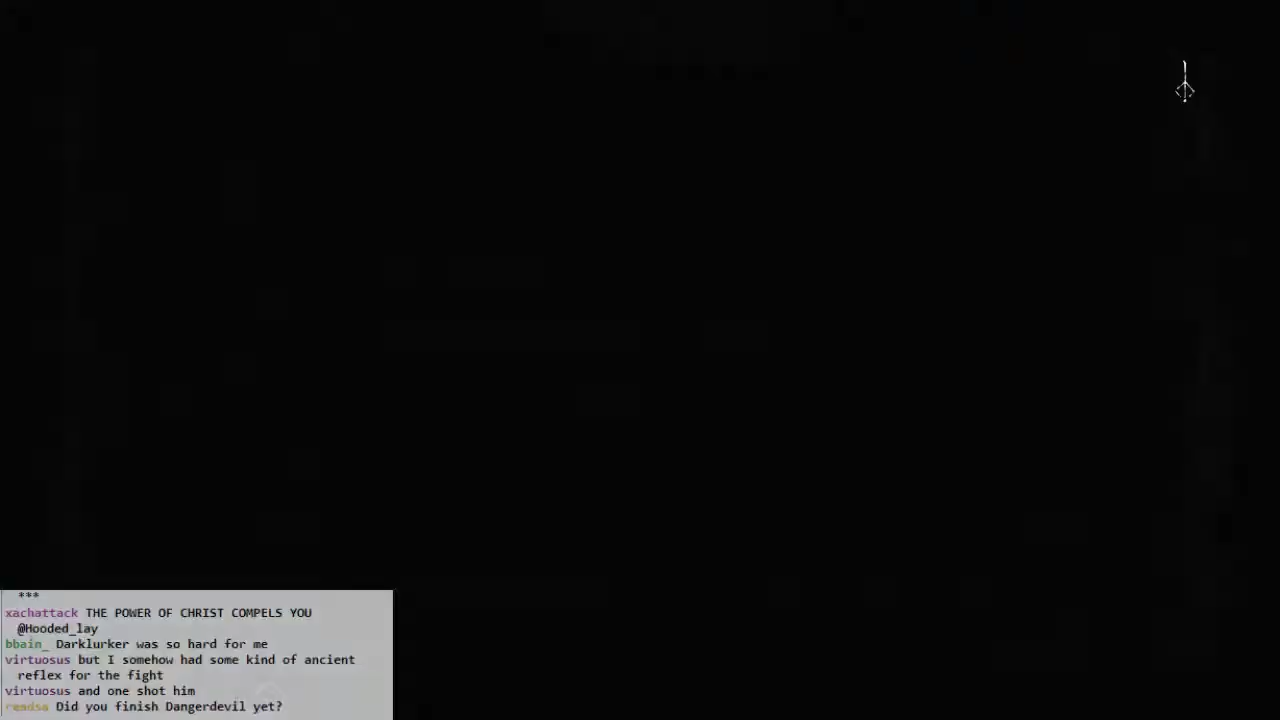 ***
xachattack THE POWER OF CHRIST COMPELS YOU
@Hooded_lay
bbain_ Darklurker was so hard for me
virtuosus but I somehow had some kind of ancient
reflex for the fight
virtuosus and one shot him
Did you finish Dangerdevil yet?